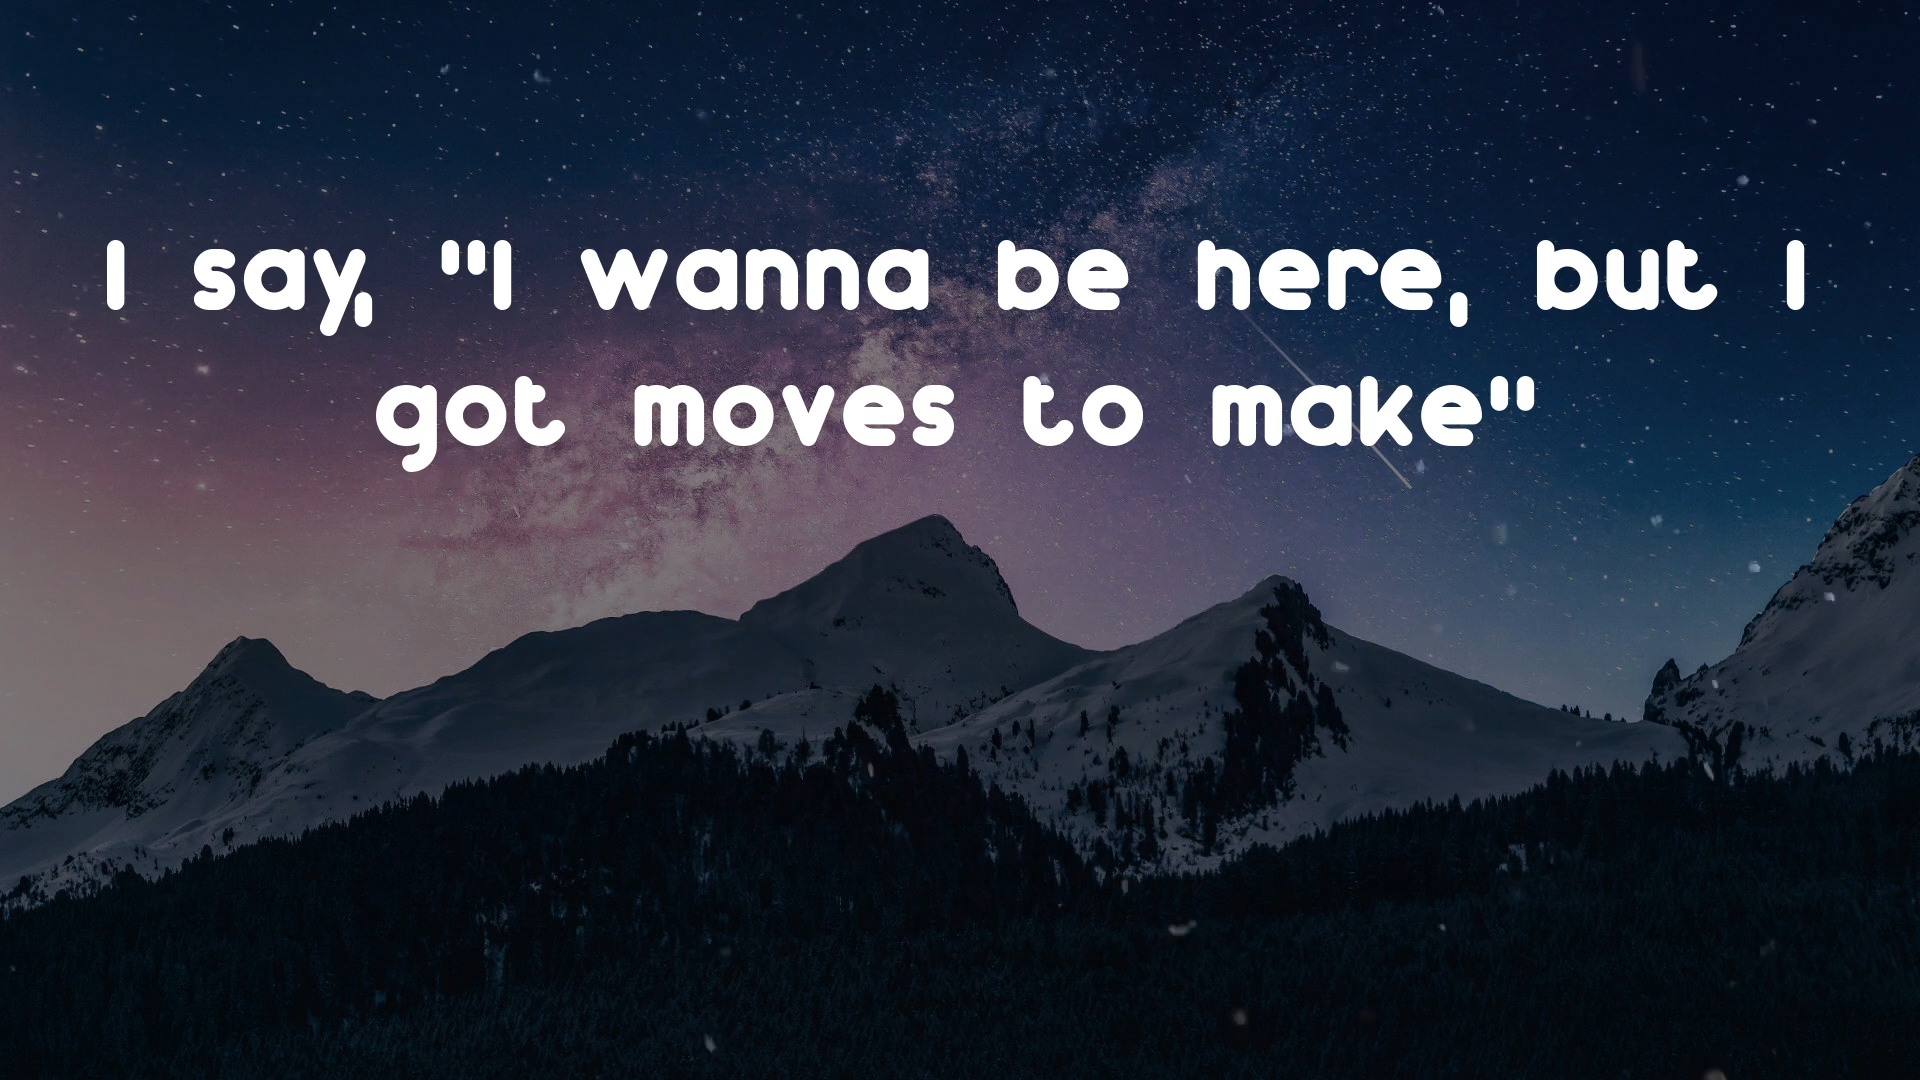 I say, "I wanna be here, but I
got moves to make"